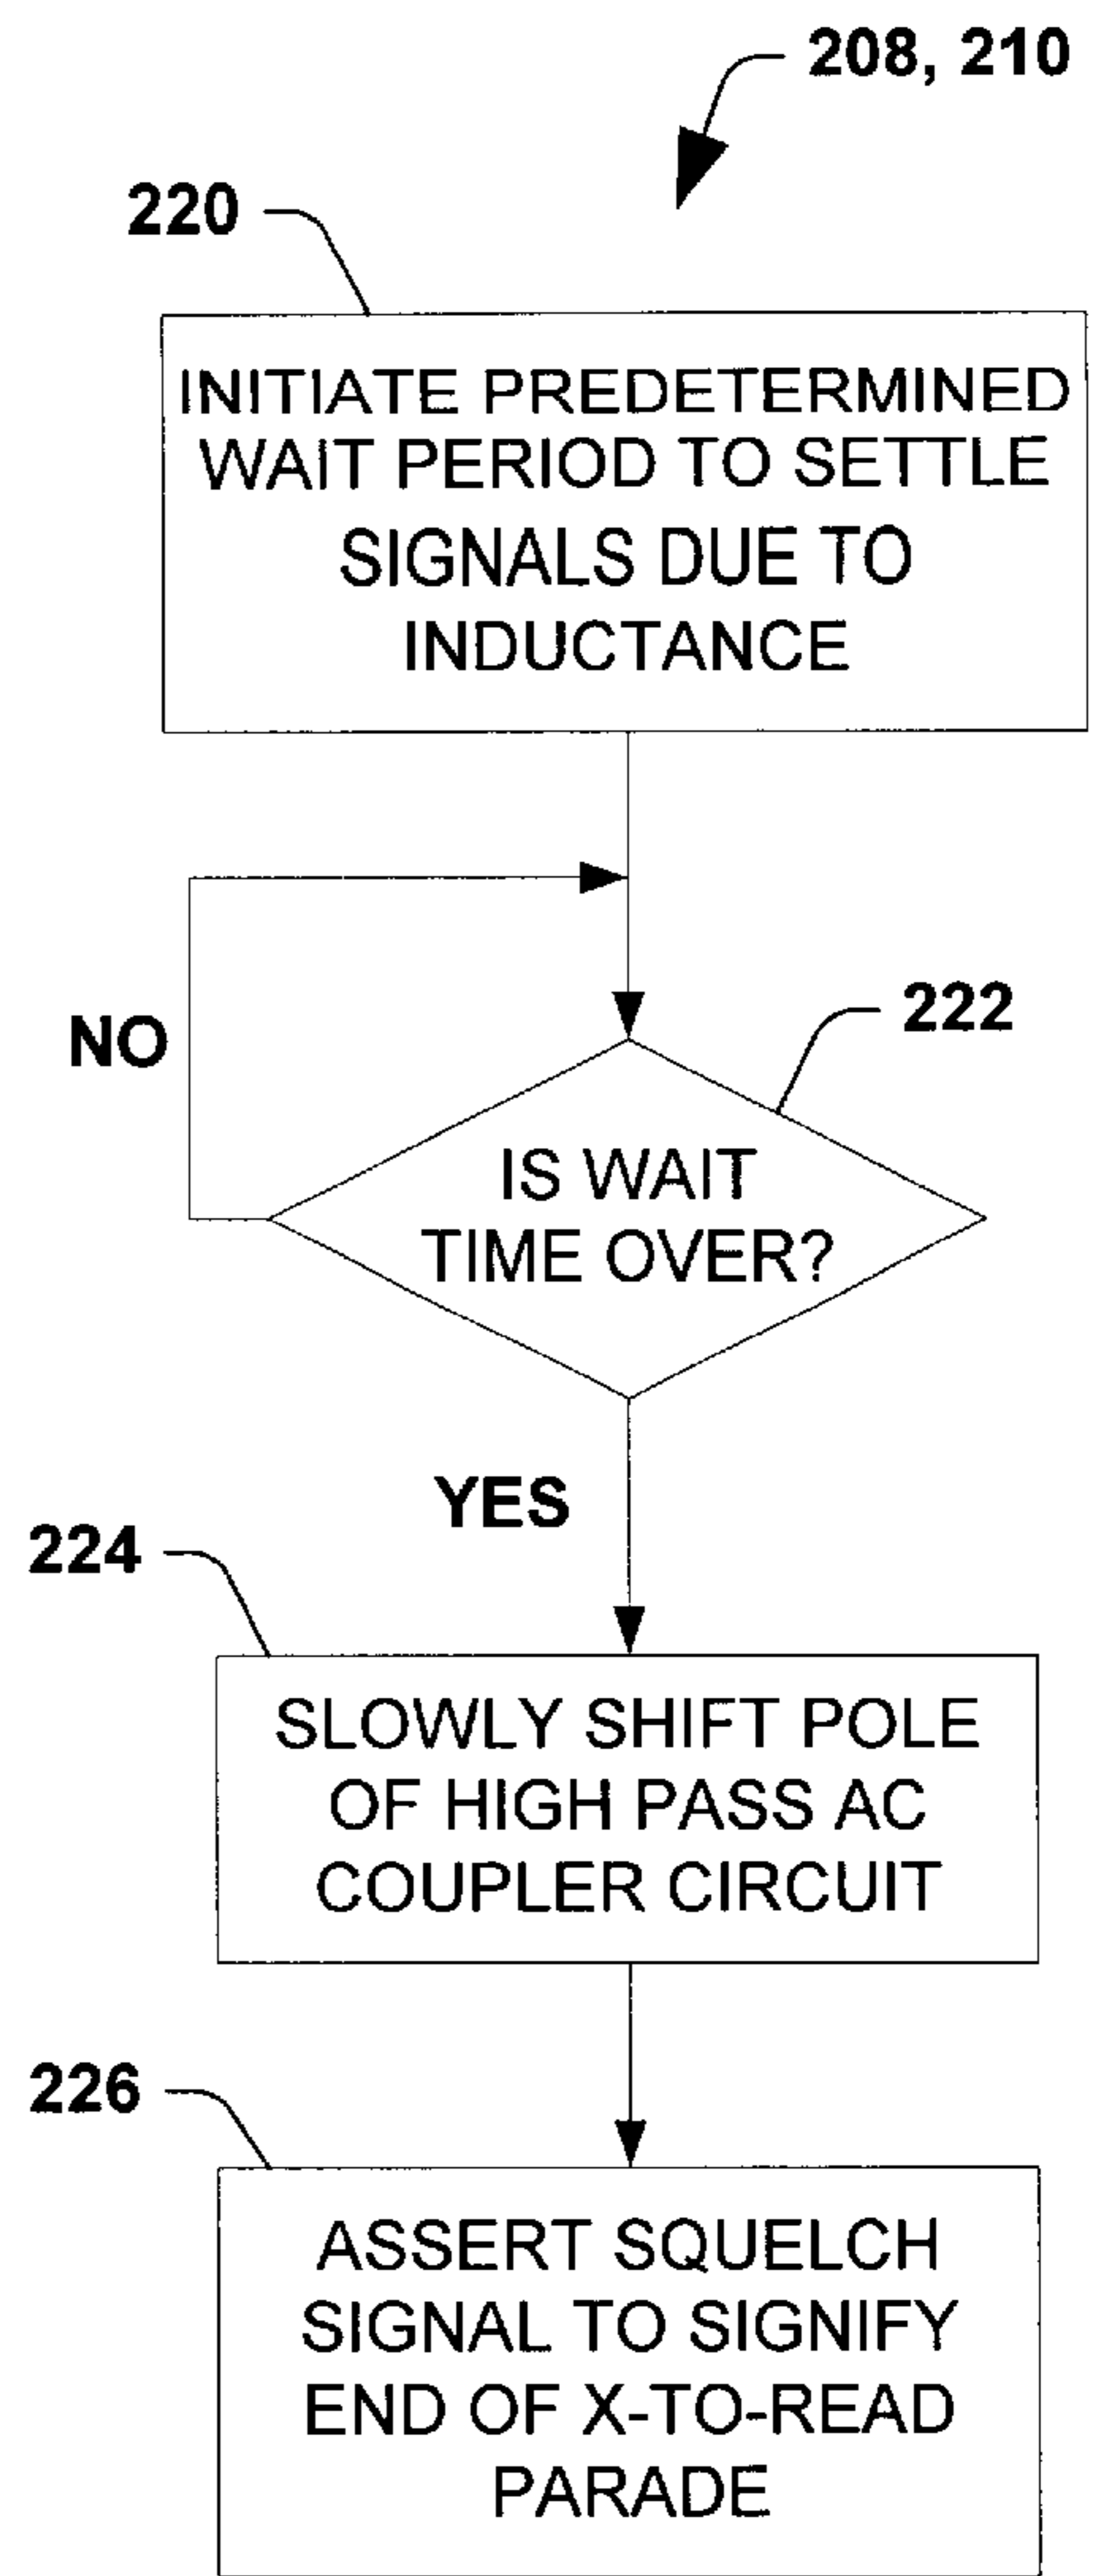 208, 210
220
INITIATE PREDETERMINED
WAIT PERIOD TO SETTLE
SIGNALS DUE TO
INDUCTANCE
NO
222
IS WAIT
TIME OVER?
YES
224
SLOWLY SHIFT POLE
OF HIGH PASS AC
COUPLER CIRCUIT
226
ASSERT SQUELCH
SIGNAL TO SIGNIFY
END OF X-TO-READ
PARADE